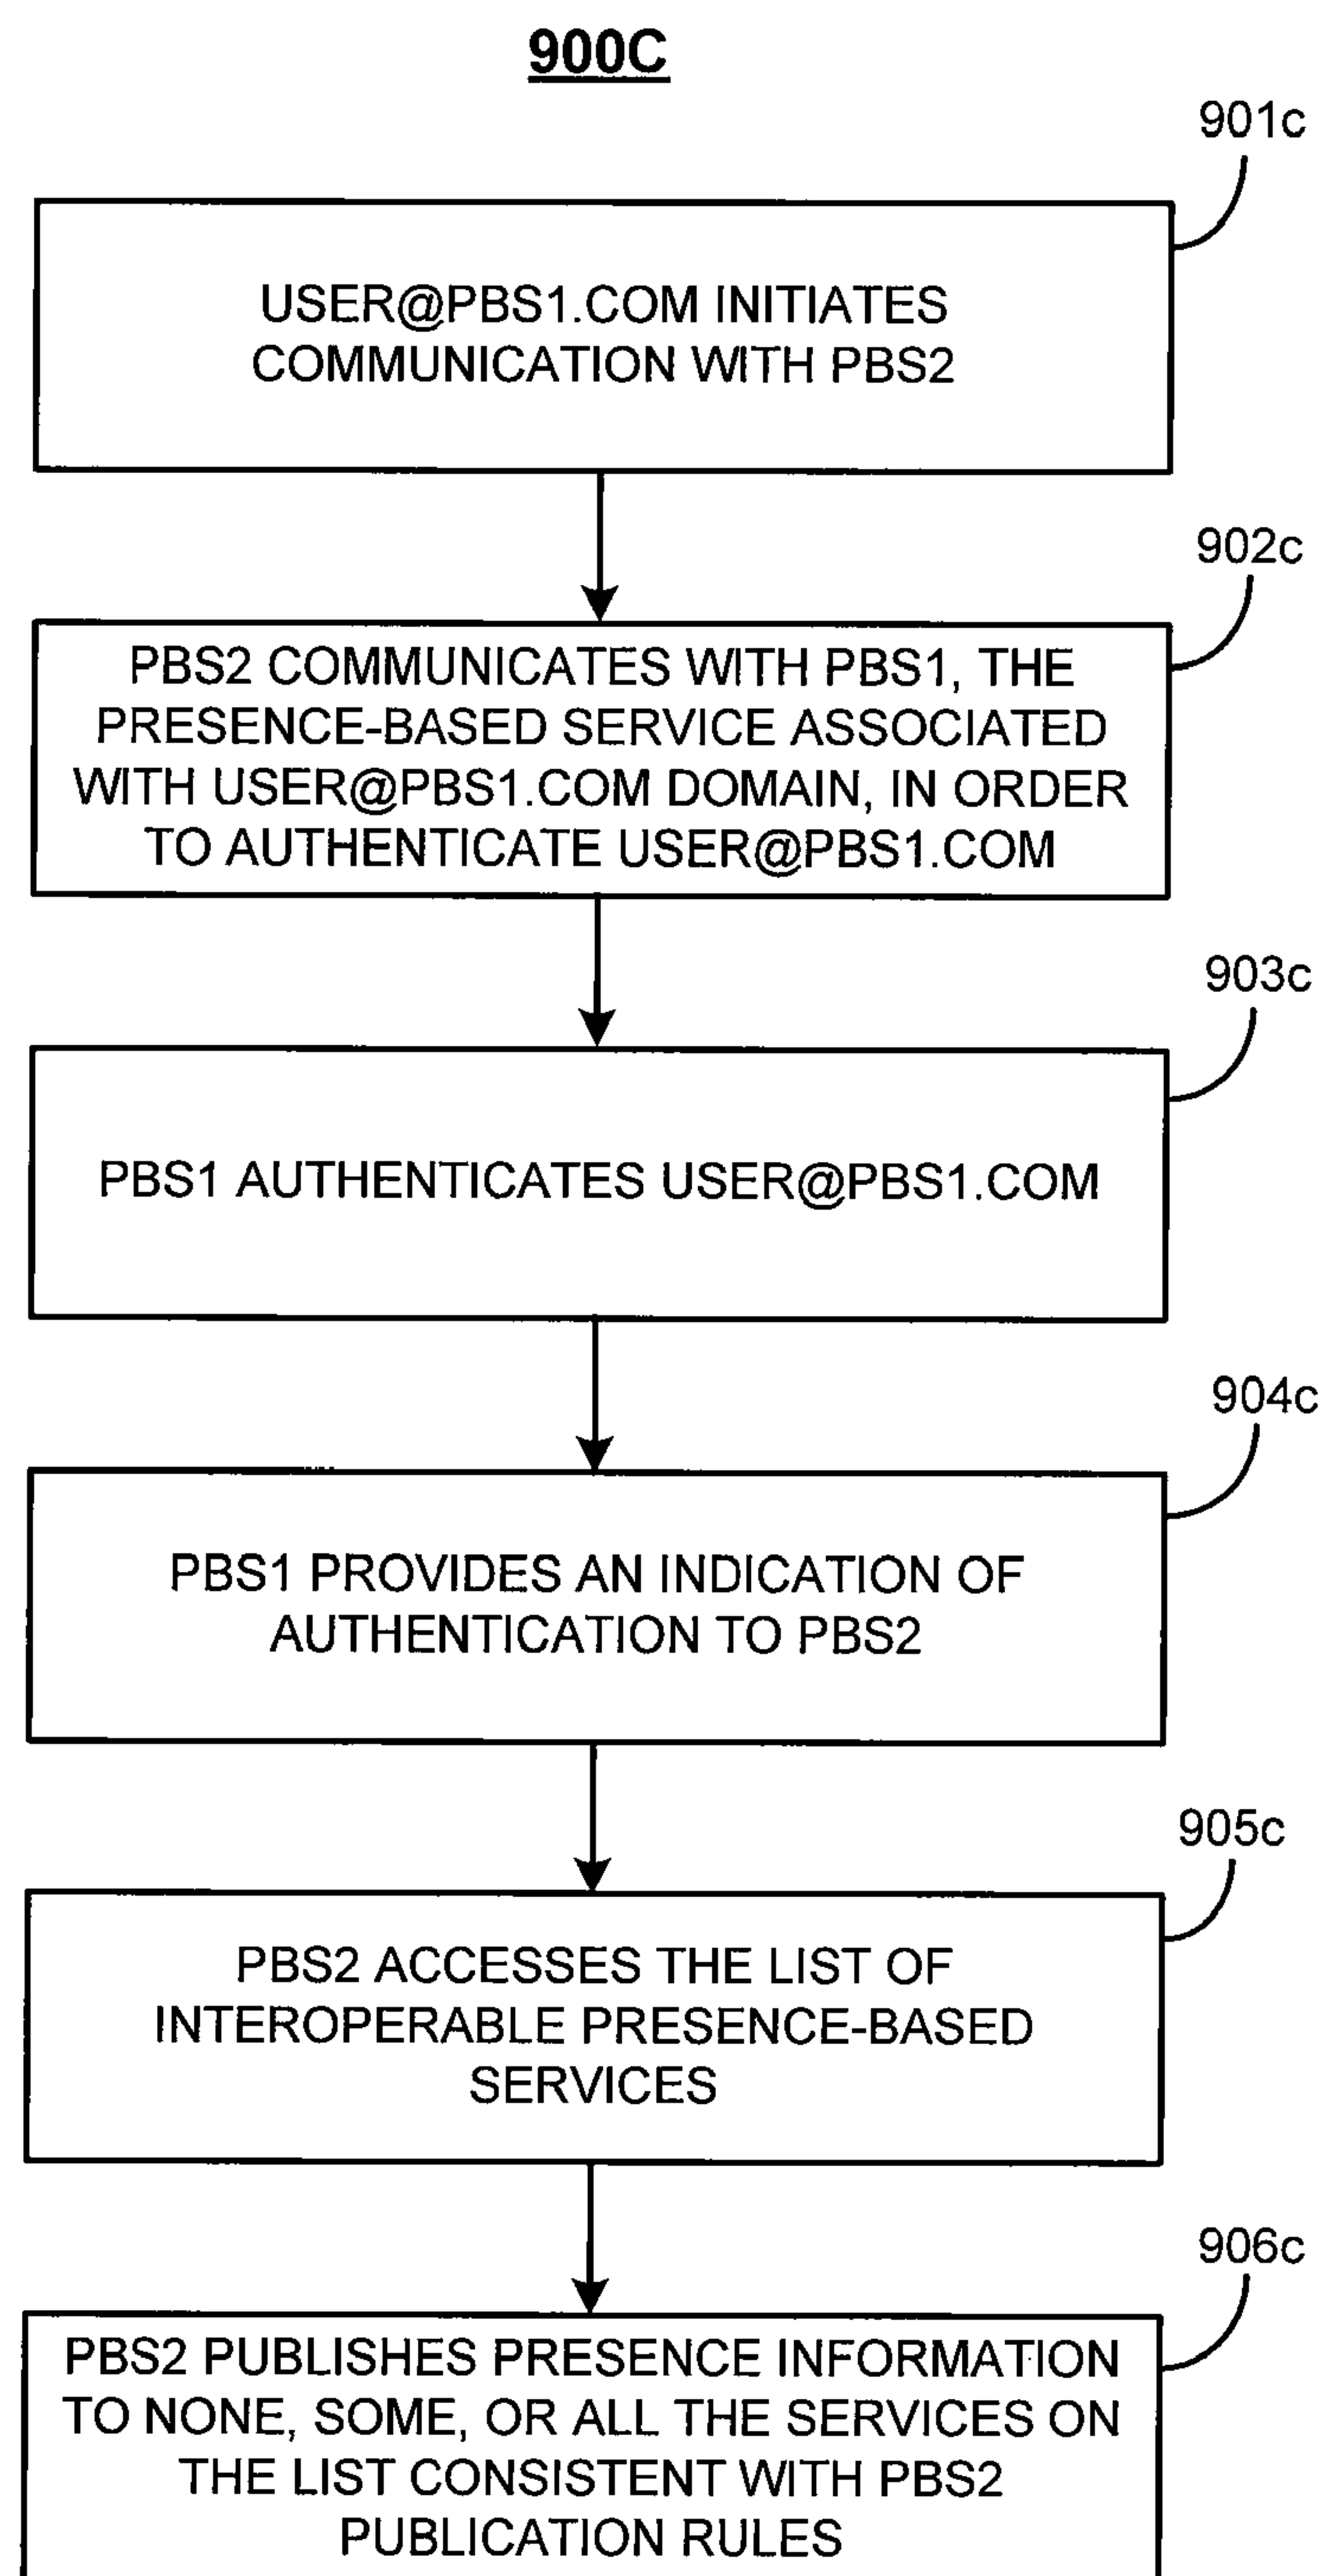 900C
901c
USER@PBS1.COM INITIATES
COMMUNICATION WITH PBS2
902c
PBS2 COMMUNICATES WITH PBS1, THE
PRESENCE-BASED SERVICE ASSOCIATED
WITH USER@PBS1.COM DOMAIN, IN ORDER
TO AUTHENTICATE USER@PBS1.COM
903c
PBS1 AUTHENTICATES USER@PBS1.COM
904c
PBS1 PROVIDES AN INDICATION OF
AUTHENTICATION TO PBS2
905c
PBS2 ACCESSES THE LIST OF
INTEROPERABLE PRESENCE-BASED
SERVICES
906c
PBS2 PUBLISHES PRESENCE INFORMATION
TO NONE, SOME, OR ALL THE SERVICES ON
THE LIST CONSISTENT WITH PBS2
PUBLICATION RULES